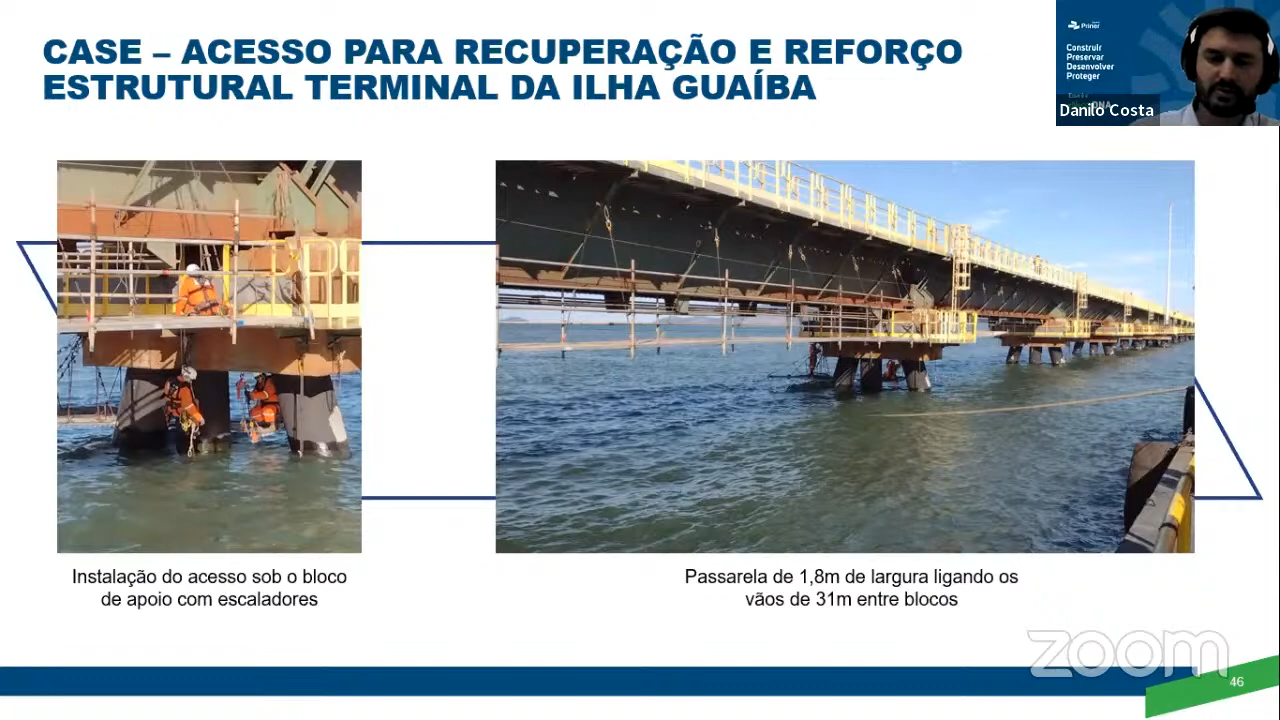 CASE – ACESSO PARA RECUPERAÇÃO E REFORÇO
ESTRUTURAL TERMINAL DA ILHA GUAÍBA
Priner
Construir
Preservar
Desenvolver
Proteger
Danilo Costa
Instalação do acesso sob o bloco
de apoio com escaladores
Passarela de 1,8m de largura ligando os
vãos de 31m entre blocos
zoom
46